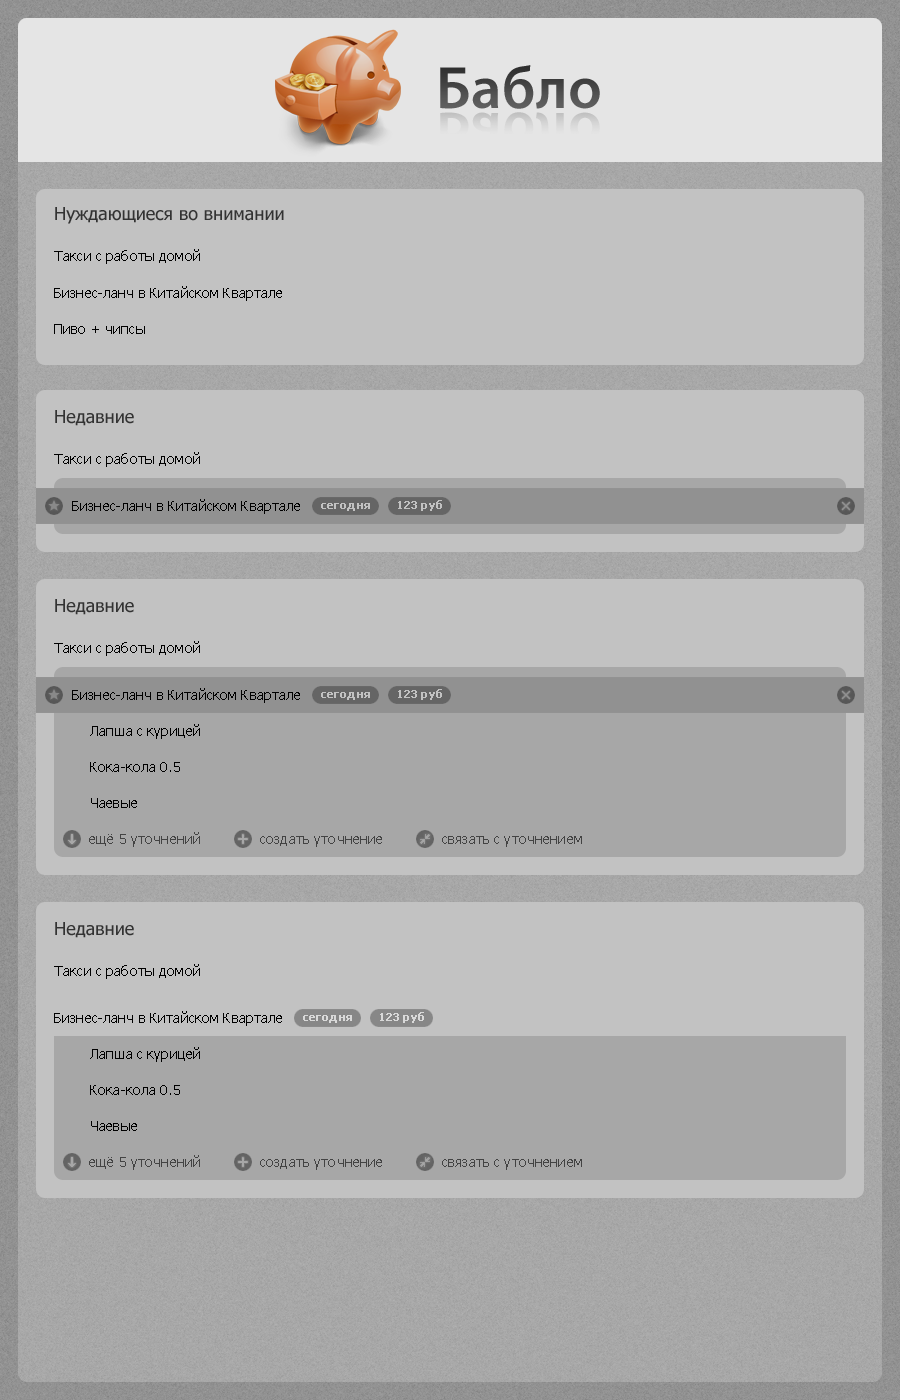 Бабло
Нуждающиеся во внимании
Такси с работы домой
Бизнес-ланч в Китайском Квартале
Пиво + чипсы
Недавние
Такси с работы домой
Бизнес-ланч в Китайском Квартале сегодня 123 руб
Недавние
Такси с работы домой
Бизнес-ланч в Китайском Квартале сегодня 123 руб
Лапша с курицей
Кока-кола 0.5
Чаевые
ещё 5 уточнений создать уточнение связать с уточнением
Недавние
Такси с работы домой
Бизнес-ланч в Китайском Квартале сегодня 123 руб
Лапша с курицей
Кока-кола 0.5
Чаевые
ещё 5 уточнений создать уточнение связать с уточнением